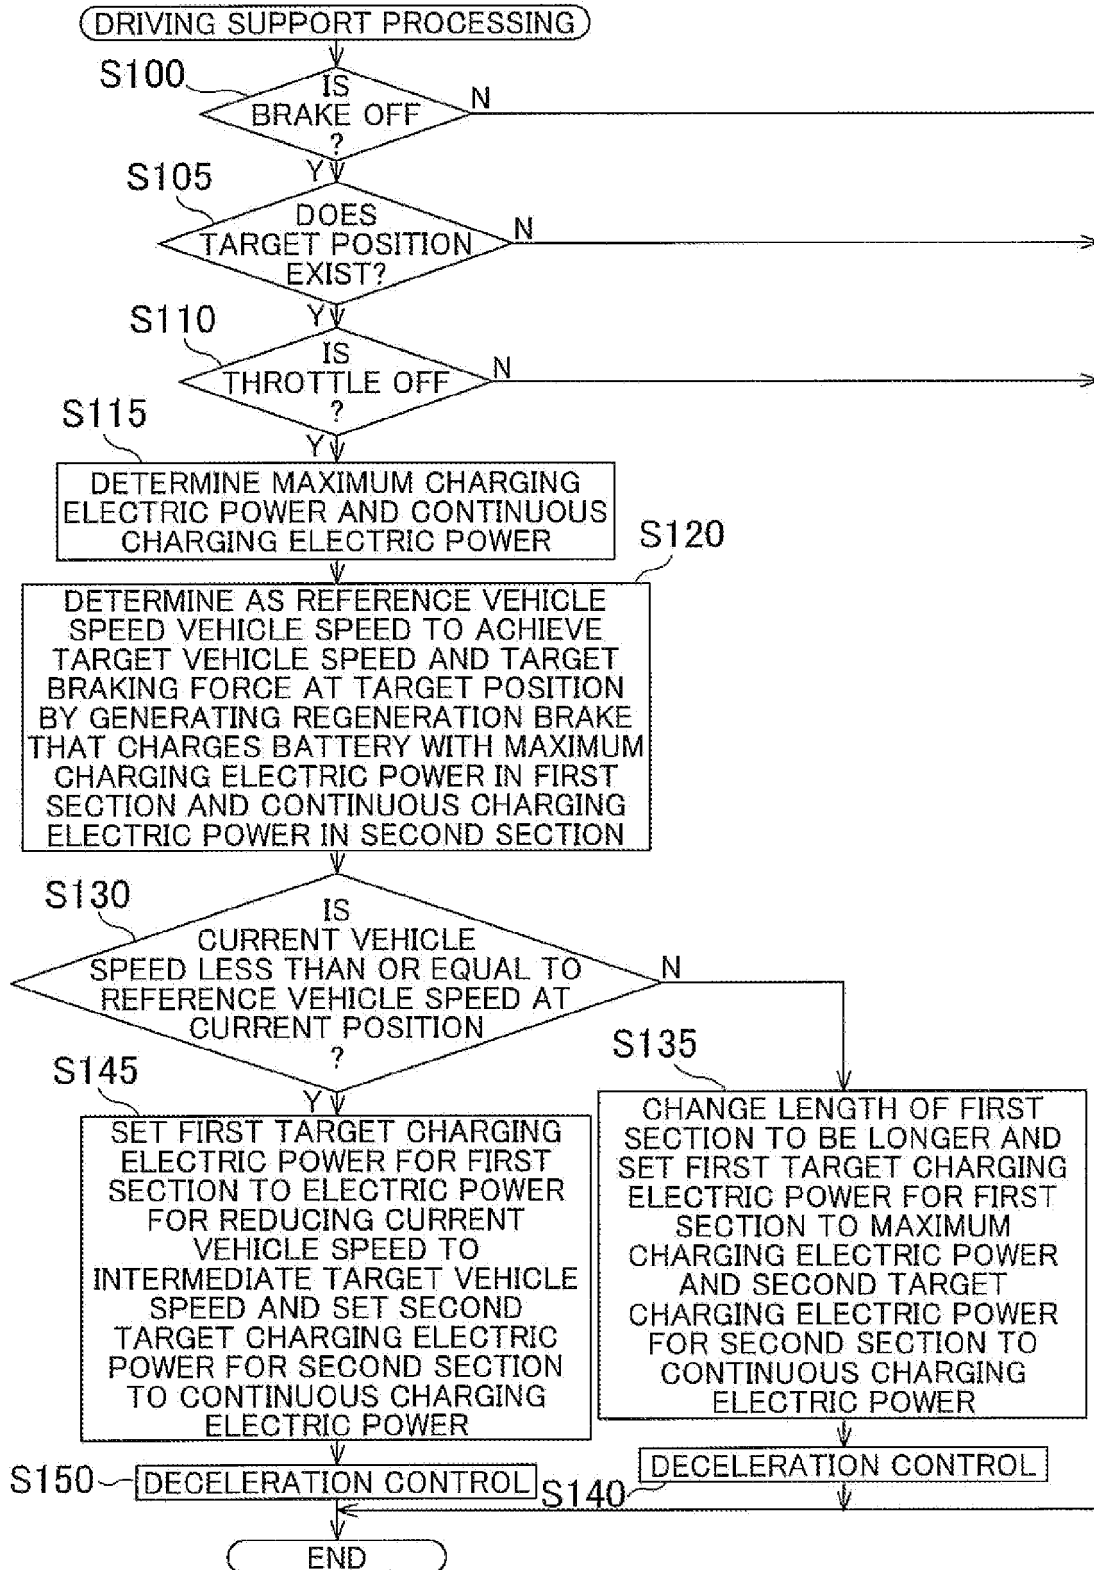 DRIVING SUPPORT PROCESSING
S100
IS
BRAKE OFF
?
N
Y
S105
DOES
TARGET POSITION
EXIST?
N
Y
S110
IS
THROTTLE OFF
?
N
Y
S115
DETERMINE MAXIMUM CHARGING
ELECTRIC POWER AND CONTINUOUS
CHARGING ELECTRIC POWER
S120
DETERMINE AS REFERENCE VEHICLE
SPEED VEHICLE SPEED TO ACHIEVE
TARGET VEHICLE SPEED AND TARGET
BRAKING FORCE AT TARGET POSITION
BY GENERATING REGENERATION BRAKE
THAT CHARGES BATTERY WITH MAXIMUM
CHARGING ELECTRIC POWER IN FIRST
SECTION AND CONTINUOUS CHARGING
ELECTRIC POWER IN SECOND SECTION
S130
IS
CURRENT VEHICLE
SPEED LESS THAN OR EQUAL TO
REFERENCE VEHICLE SPEED AT
CURRENT POSITION
?
N
Y
S145
SET FIRST TARGET CHARGING
ELECTRIC POWER FOR FIRST
SECTION TO ELECTRIC POWER
FOR REDUCING CURRENT
VEHICLE SPEED TO
INTERMEDIATE TARGET VEHICLE
SPEED AND SET SECOND
TARGET CHARGING ELECTRIC
POWER FOR SECOND SECTION
TO CONTINUOUS CHARGING
ELECTRIC POWER
S135
CHANGE LENGTH OF FIRST
SECTION TO BE LONGER AND
SET FIRST TARGET CHARGING
ELECTRIC POWER FOR FIRST
SECTION TO MAXIMUM
CHARGING ELECTRIC POWER
AND SECOND TARGET
CHARGING ELECTRIC POWER
FOR SECOND SECTION TO
CONTINUOUS CHARGING
ELECTRIC POWER
S150
DECELERATION CONTROL
S140
DECELERATION CONTROL
END